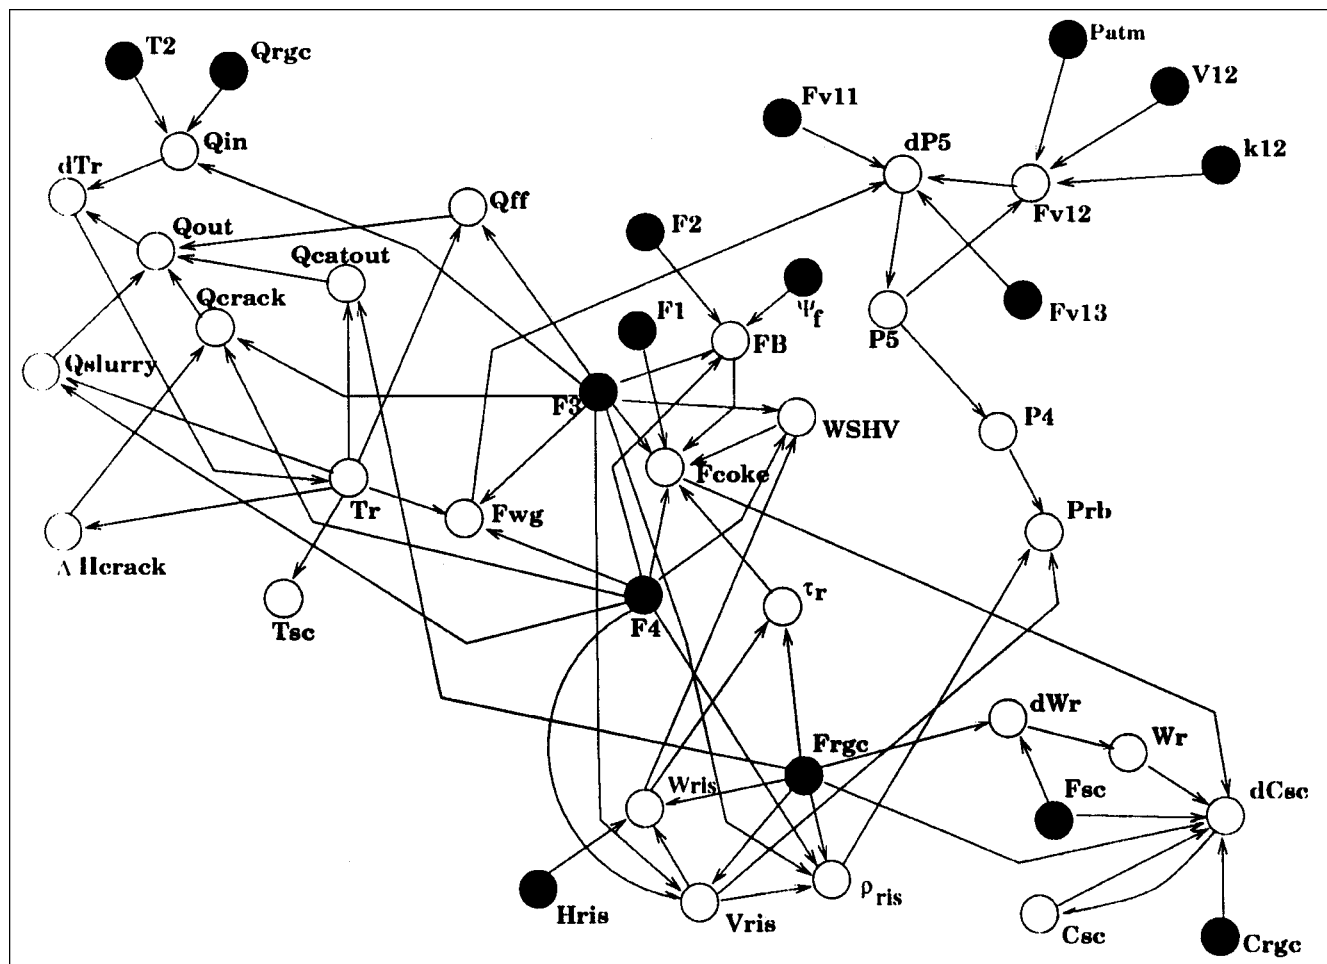 T2
Qrgc
Patm
V12
Fv11
k12
Qin
dTr
dP5
Qff
Fv12
F2
Qout
Qcatout
Qcrack
F1
Ψf
Fv13
P5
FB
Qslurry
F3
P4
WSHV
Fcoke
Tr
Fwg
Prb
Δ Hcrack
τr
Tsc
F4
dWr
Wr
Frgc
Wris
Fsc
dCsc
ρris
Hris
Vris
Csc
Crgc